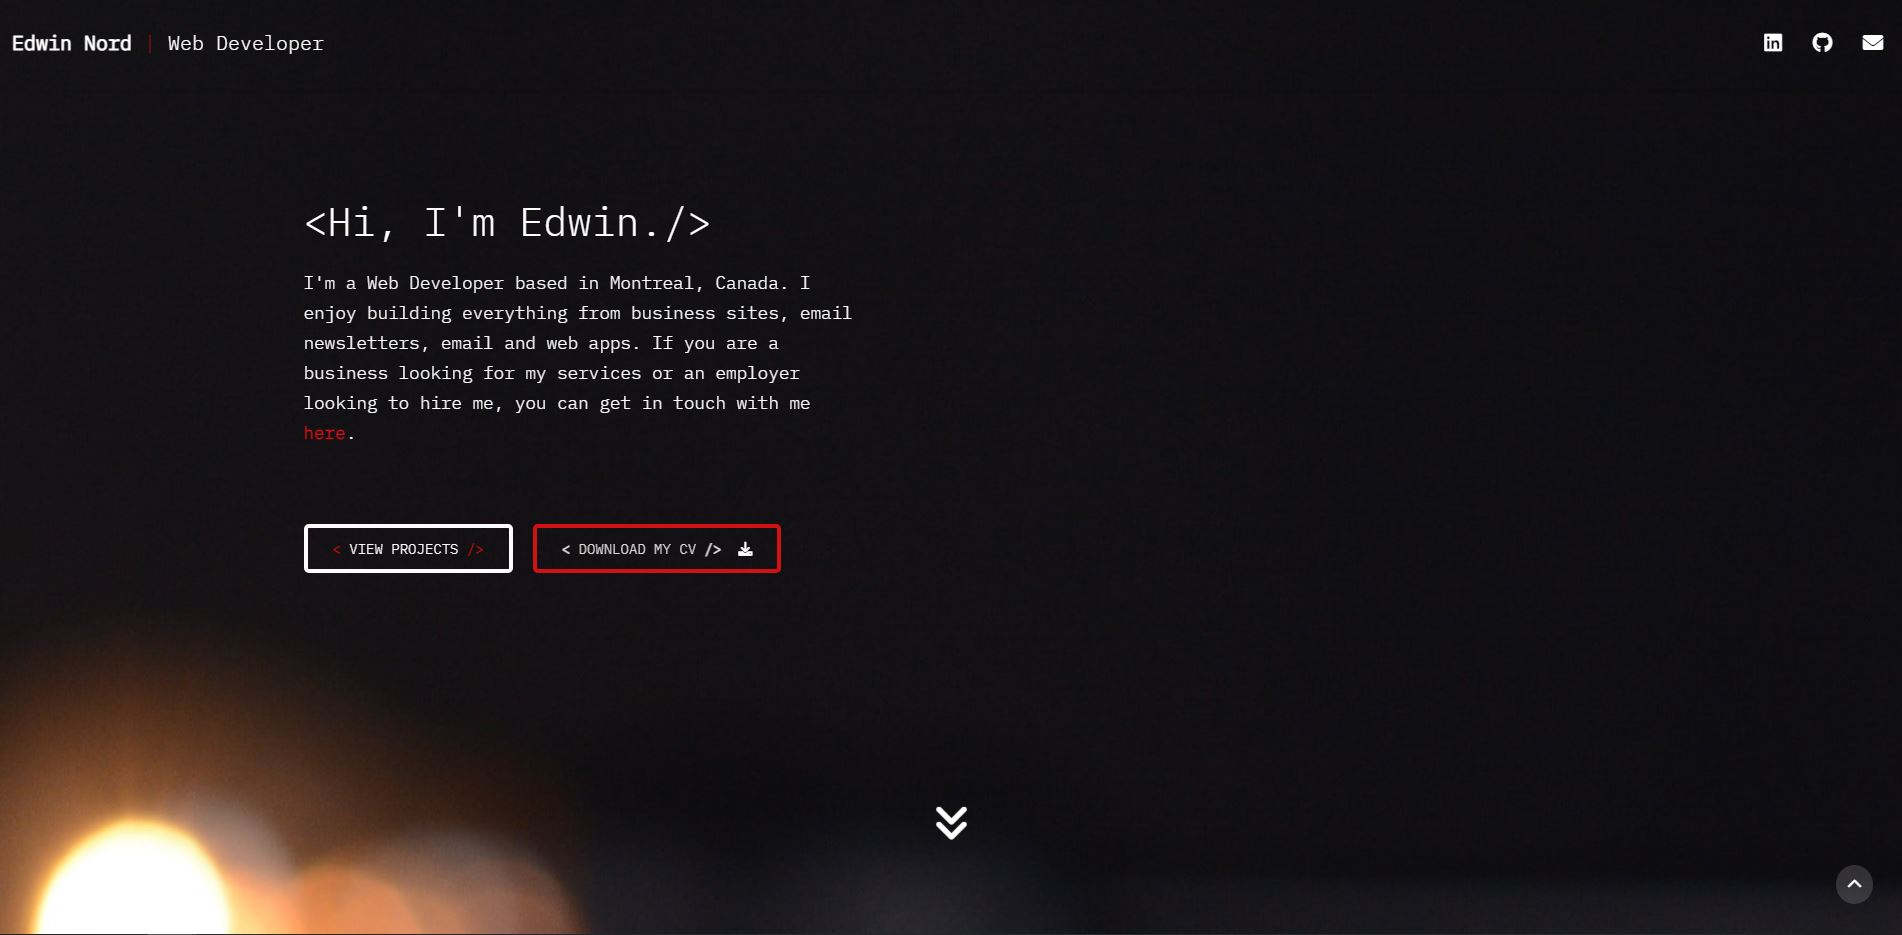 Edwin Nord | Web Developer
<Hi, I'm Edwin./>
I'm a Web Developer based in Montreal, Canada. I
enjoy building everything from business sites, email
newsletters, email and web apps. If you are a
business looking for my services or an employer
looking to hire me, you can get in touch with me
here.
< VIEW PROJECTS />
< DOWNLOAD MY CV />